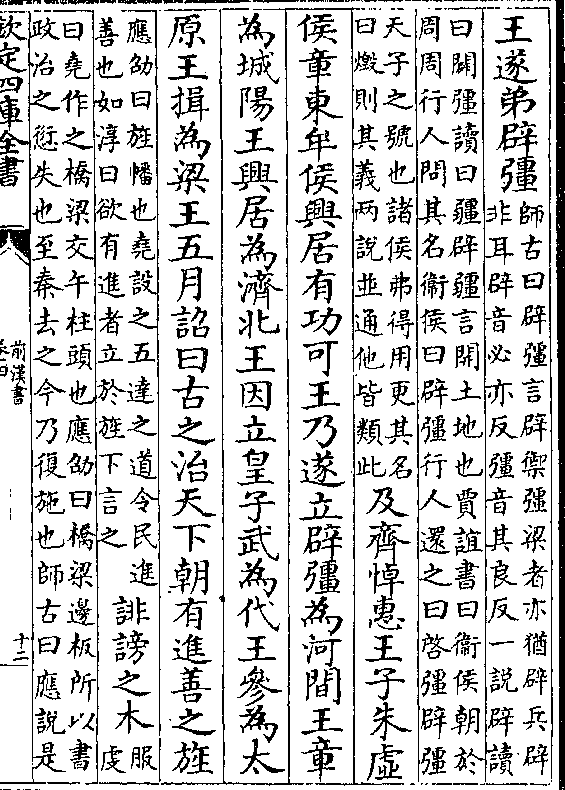 王遂弟辟彊
師古曰辟彊言辟禦彊梁者亦猶辟兵辟
非耳辟音必亦反彊音其良反一説辟讀
曰闢彊讀曰疆辟疆言開土地也賈誼書曰衞侯朝於
周周行人問其名衞侯曰辟彊行人還之曰啓彊辟彊
天子之號也諸侯弗得用更其名
曰燬則其義兩説並通他皆類此
及齊悼惠王子朱虛
侯章東牟侯興居有功可王乃遂立辟彊為河間王章
為城陽王興居為濟北王因立皇子武為代王參為太
原王揖為梁王五月詔曰古之治天下朝有進善之旌
應劭曰旌幡也堯設之五達之道令民進
善也如淳曰欲有進者立於旌下言之
誹謗之木
服
虔
曰堯作之橋梁交午柱頭也應劭曰橋梁邊板所以書
政治之愆失也至秦去之今乃復施也師古曰應説是
欽定四庫全書
前漢書
卷四
十二